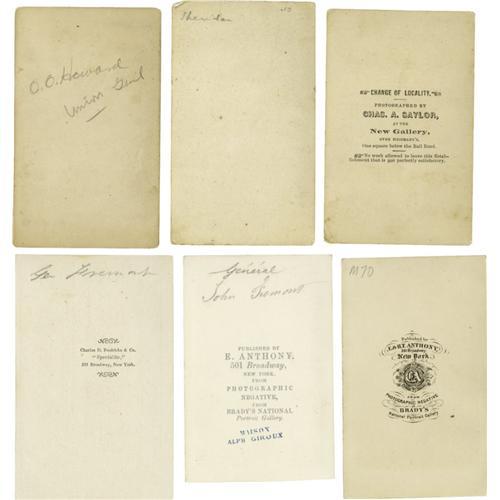 O.O. Howard
Union Genl
Sheridan
CHANGE OF LOCALITY.
PHOTOGRAPHED BY
CHAS. A. SAYLOR,
AT THE
New Gallery,
One square below the Rail Road.
No work allowed to leave this Estab-
lishment that is not perfectly satisfactory.
Gen Fremont
Charles D. Fredricks & Co.
"Specialite,"
587 Broadway, New York.
General
John Fremont
PUBLISHED BY
E. ANTHONY,
501 Broadway,
NEW YORK.
FROM
PHOTOGRAPHIC
NEGATIVE,
FROM
BRADY'S NATIONAL
Portrait Gallery.
MAISON
ALPH GIROUX
M70
Published by
E. & H.T. ANTHONY,
501 Broadway,
New York.
FROM
PHOTOGRAPHIC NEGATIVE
BRADY'S
National Portrait Gallery